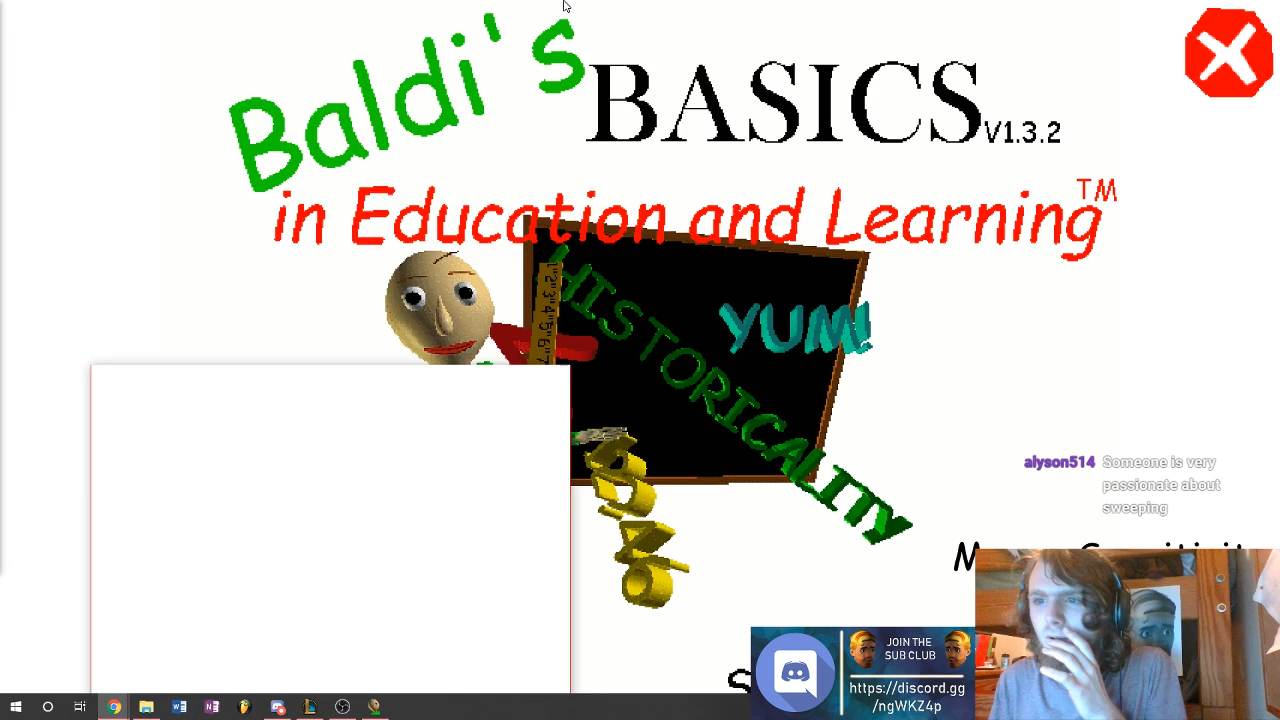 Baldi's
BASICS V1.3.2
in Education and Learning TM
HISTORICALITY
YUM!
alyson514 Someone is very
passionate about
sweeping
JOIN THE
SUB CLUB
https://discord.gg
/ngWKZ4p